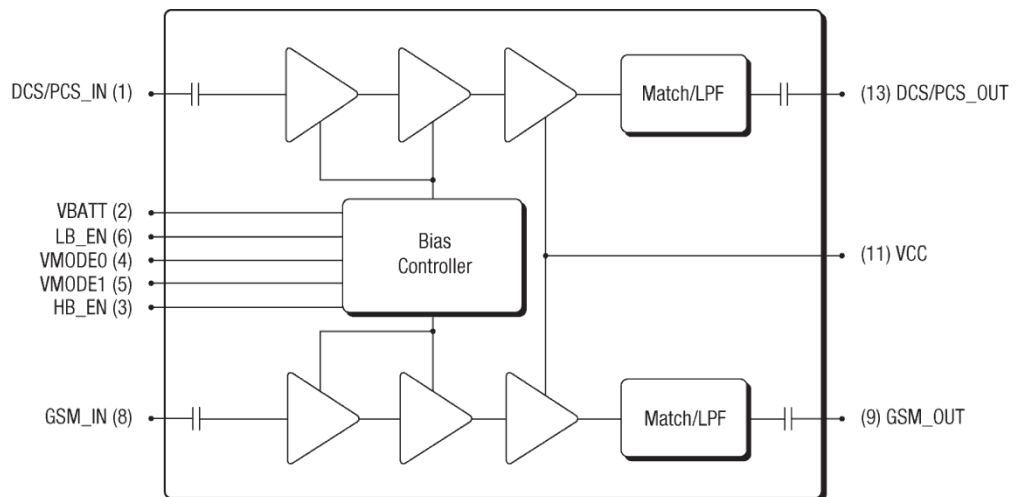 DCS/PCS_IN (1)
Match/LPF
(13) DCS/PCS_OUT
VBATT (2)
LB_EN (6)
VMODE0 (4)
VMODE1 (5)
HB_EN (3)
Bias
Controller
(11) VCC
GSM_IN (8)
Match/LPF
(9) GSM_OUT